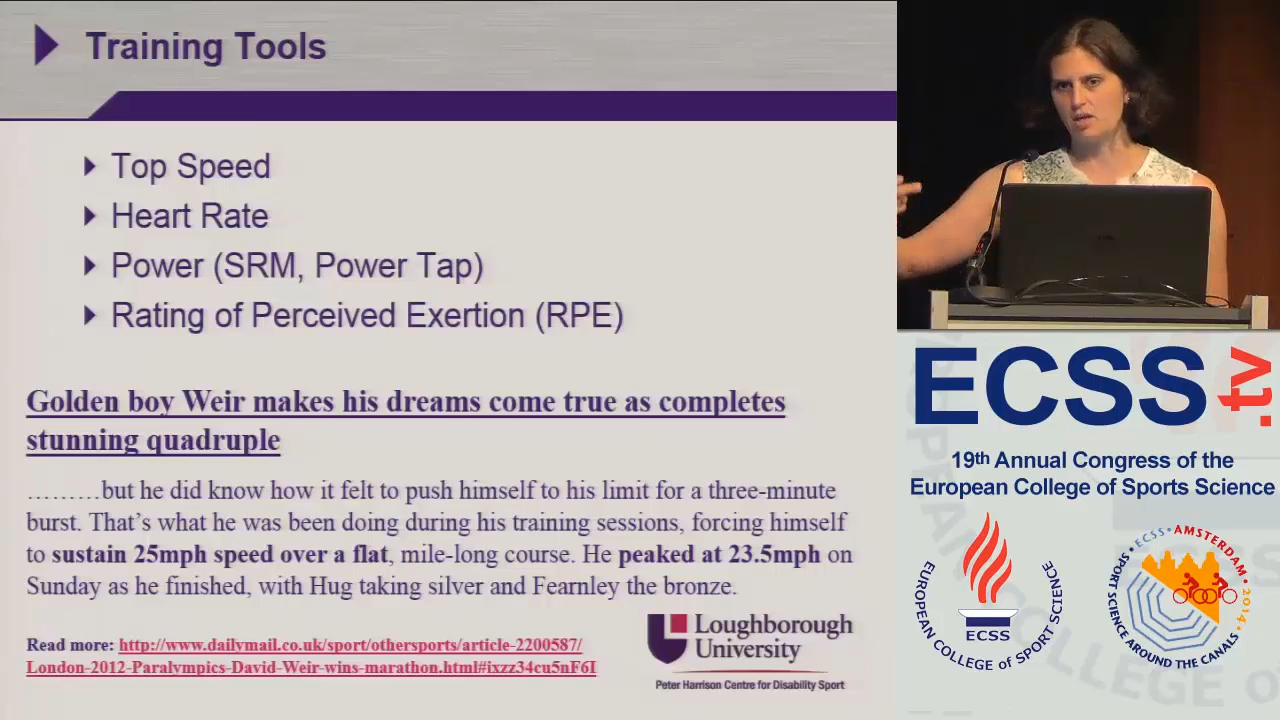 Training Tools
Top Speed
Heart Rate
Power (SRM, Power Tap)
Rating of Perceived Exertion (RPE)
Golden boy Weir makes his dreams come true as completes
stunning quadruple
………but he did know how it felt to push himself to his limit for a three-minute
burst. That's what he was been doing during his training sessions, forcing himself
to sustain 25mph speed over a flat, mile-long course. He peaked at 23.5mph on
Sunday as he finished, with Hug taking silver and Fearnley the bronze.
Read more: http://www.dailymail.co.uk/sport/othersports/article-2200587/
London-2012-Paralympics-David-Weir-wins-marathon.html#ixzz34cu5nF6I
Loughborough
University
Peter Harrison Centre for Disability Sport
ECSS.tv
19th Annual Congress of the
European College of Sports Science
EUROPEAN COLLEGE OF SPORT SCIENCE
ECSS
•ECSS•AMSTERDAM•2014•
SPORT SCIENCE AROUND THE CANALS